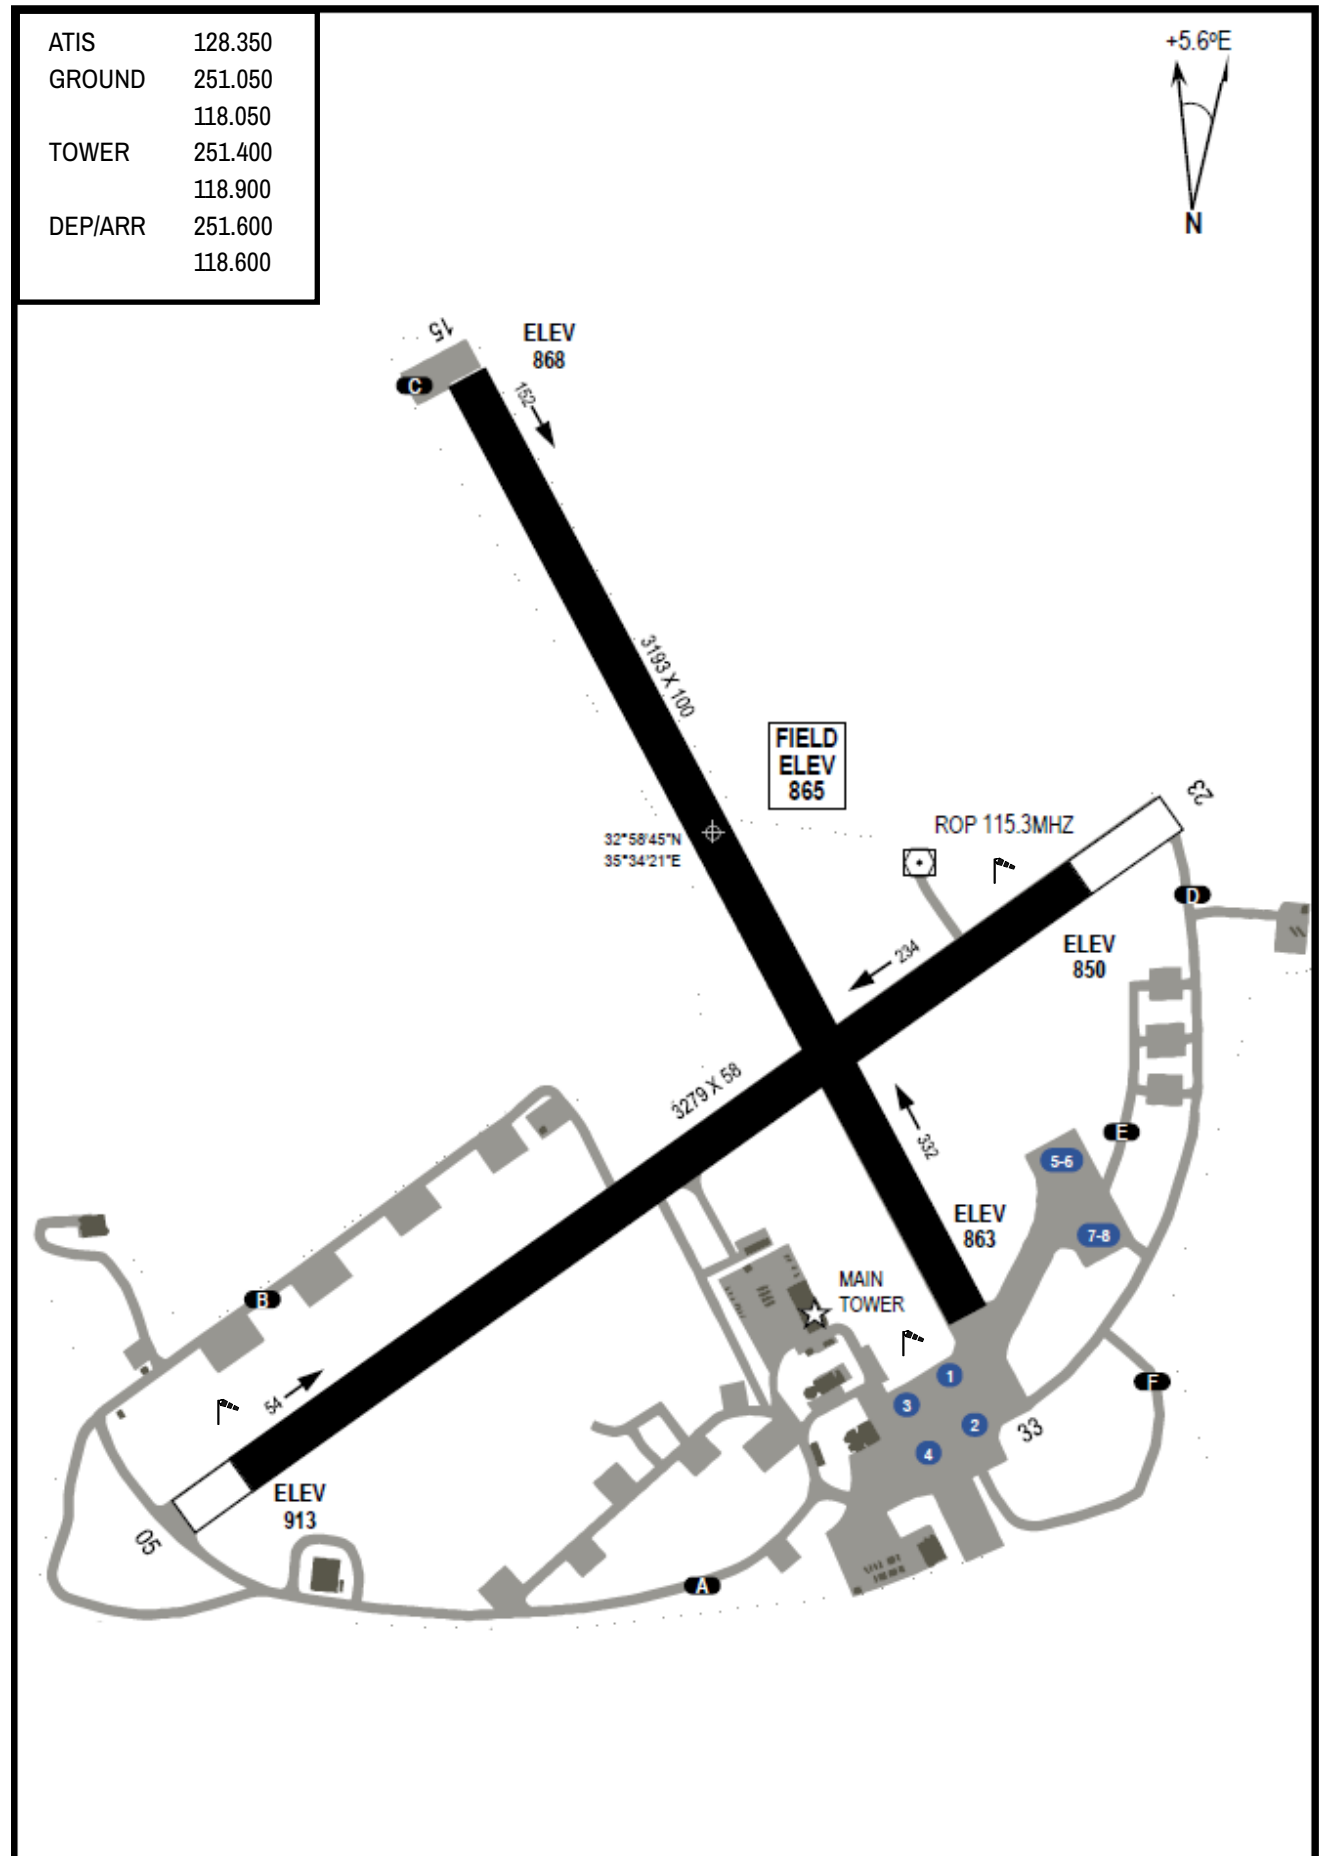 ATIS 128.350
GROUND 251.050
118.050
TOWER 251.400
118.900
DEP/ARR 251.600
118.600
+5.6ºE
N
15
ELEV
868
C
152
3193 X 100
FIELD
ELEV
865
32°58'45"N
35°34'21"E
23
ROP 115.3MHZ
D
234
ELEV
850
3279 X 58
332
E
5-6
7-8
ELEV
863
MAIN
TOWER
B
54
1
3
2
4
33
F
ELEV
913
05
A